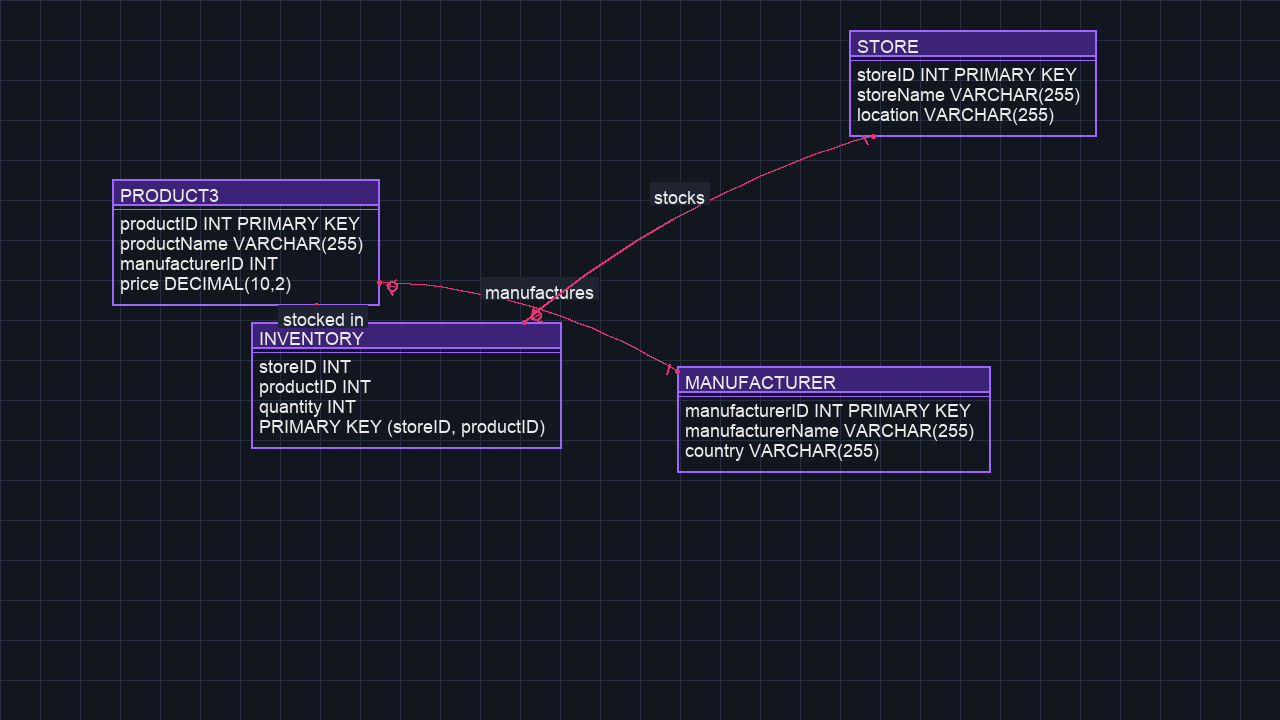 STORE
storeID INT PRIMARY KEY
storeName VARCHAR(255)
location VARCHAR(255)
stocks
PRODUCT3
productID INT PRIMARY KEY
productName VARCHAR(255)
manufacturerID INT
price DECIMAL(10,2)
manufactures
stocked in
INVENTORY
storeID INT
productID INT
quantity INT
PRIMARY KEY (storeID, productID)
MANUFACTURER
manufacturerID INT PRIMARY KEY
manufacturerName VARCHAR(255)
country VARCHAR(255)